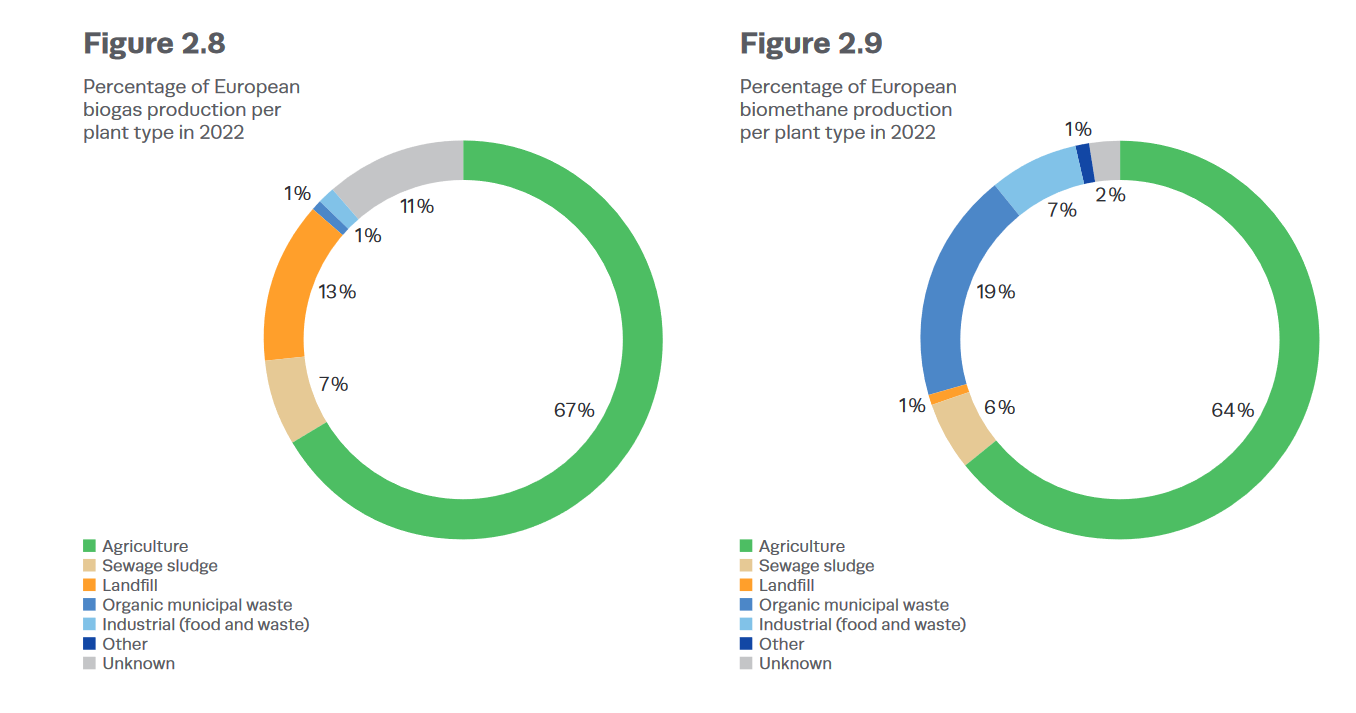 Figure 2.8
Percentage of European
biogas production per
plant type in 2022
1%
11%
1%
13%
7%
67%
Agriculture
Sewage sludge
Landfill
Organic municipal waste
Industrial (food and waste)
Other
Unknown
Figure 2.9
Percentage of European
biomethane production
per plant type in 2022
1%
2%
7%
19%
1%
6%
64%
Agriculture
Sewage sludge
Landfill
Organic municipal waste
Industrial (food and waste)
Other
Unknown